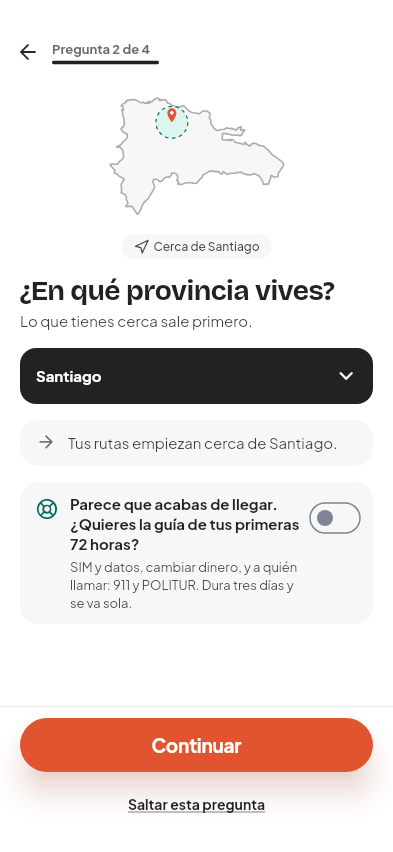 Pregunta 2 de 4
Cerca de Santiago
¿En qué provincia vives?
Lo que tienes cerca sale primero.
Santiago
Tus rutas empiezan cerca de Santiago.
Parece que acabas de llegar.
¿Quieres la guía de tus primeras
72 horas?
SIM y datos, cambiar dinero, y a quién
llamar: 911 y POLITUR. Dura tres días y
se va sola.
Continuar
Saltar esta pregunta